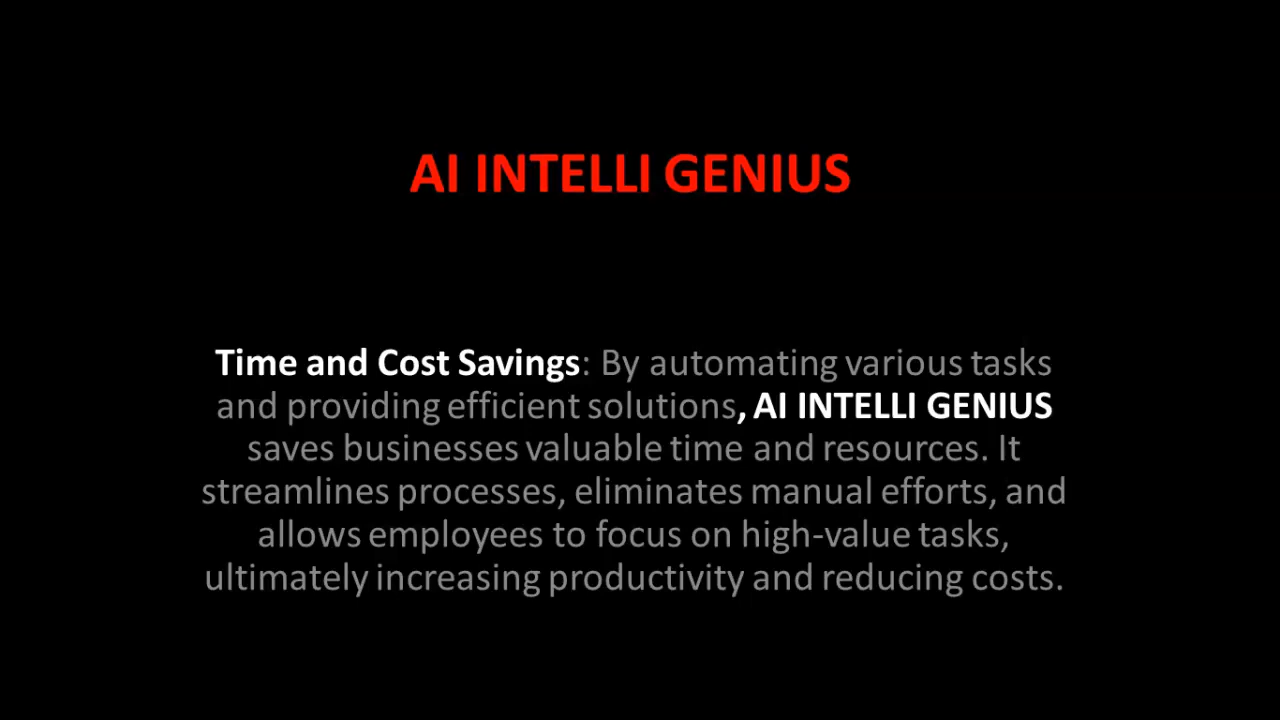 AI INTELLI GENIUS
Time and Cost Savings: By automating various tasks
and providing efficient solutions, AI INTELLI GENIUS
saves businesses valuable time and resources. It
streamlines processes, eliminates manual efforts, and
allows employees to focus on high-value tasks,
ultimately increasing productivity and reducing costs.